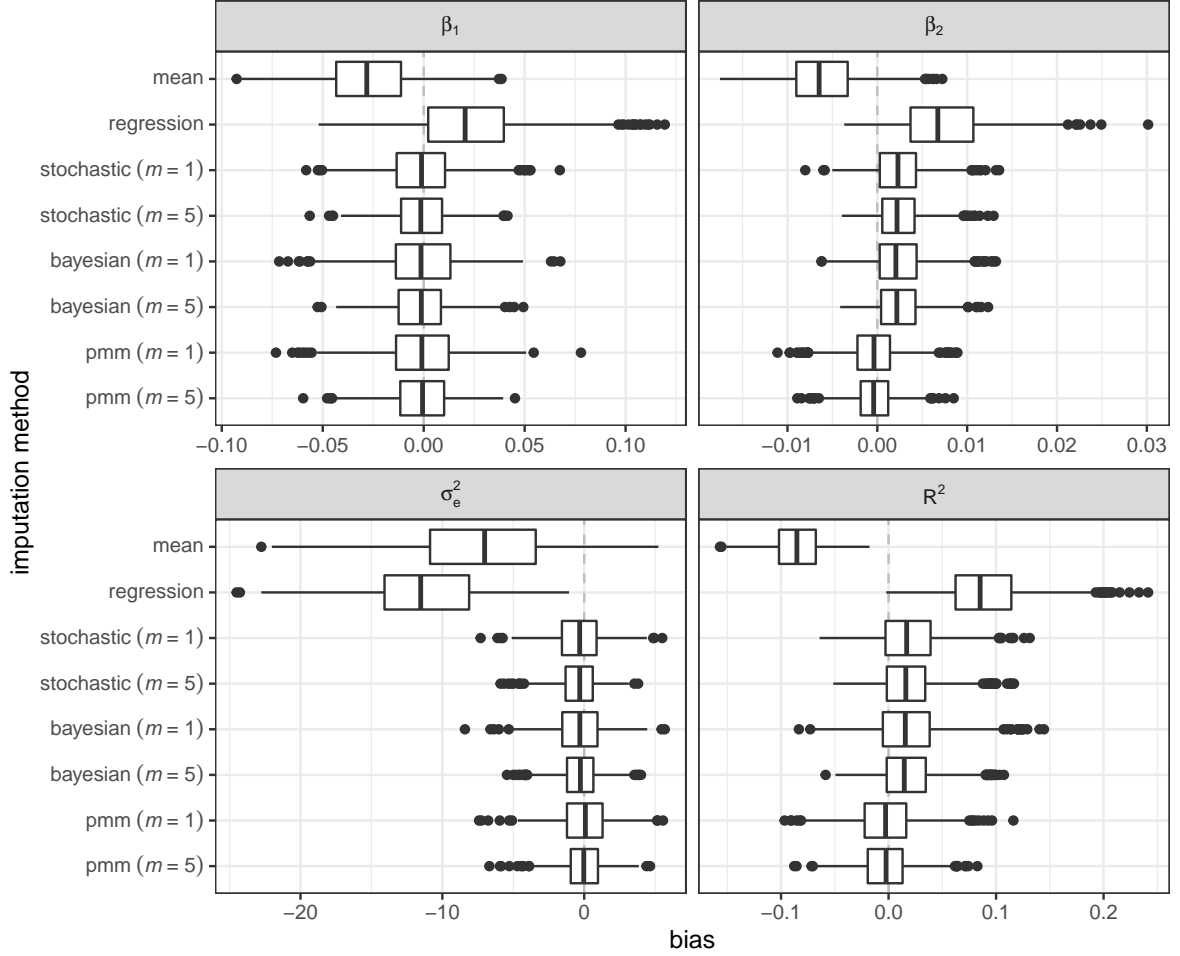 β₁
β₂
mean
regression
stochastic (m = 1)
stochastic (m = 5)
bayesian (m = 1)
bayesian (m = 5)
pmm (m = 1)
pmm (m = 5)
−0.10 −0.05 0.00 0.05 0.10
−0.01 0.00 0.01 0.02 0.03
imputation method
σₑ²
R²
mean
regression
stochastic (m = 1)
stochastic (m = 5)
bayesian (m = 1)
bayesian (m = 5)
pmm (m = 1)
pmm (m = 5)
−20 −10 0
−0.1 0.0 0.1 0.2
bias